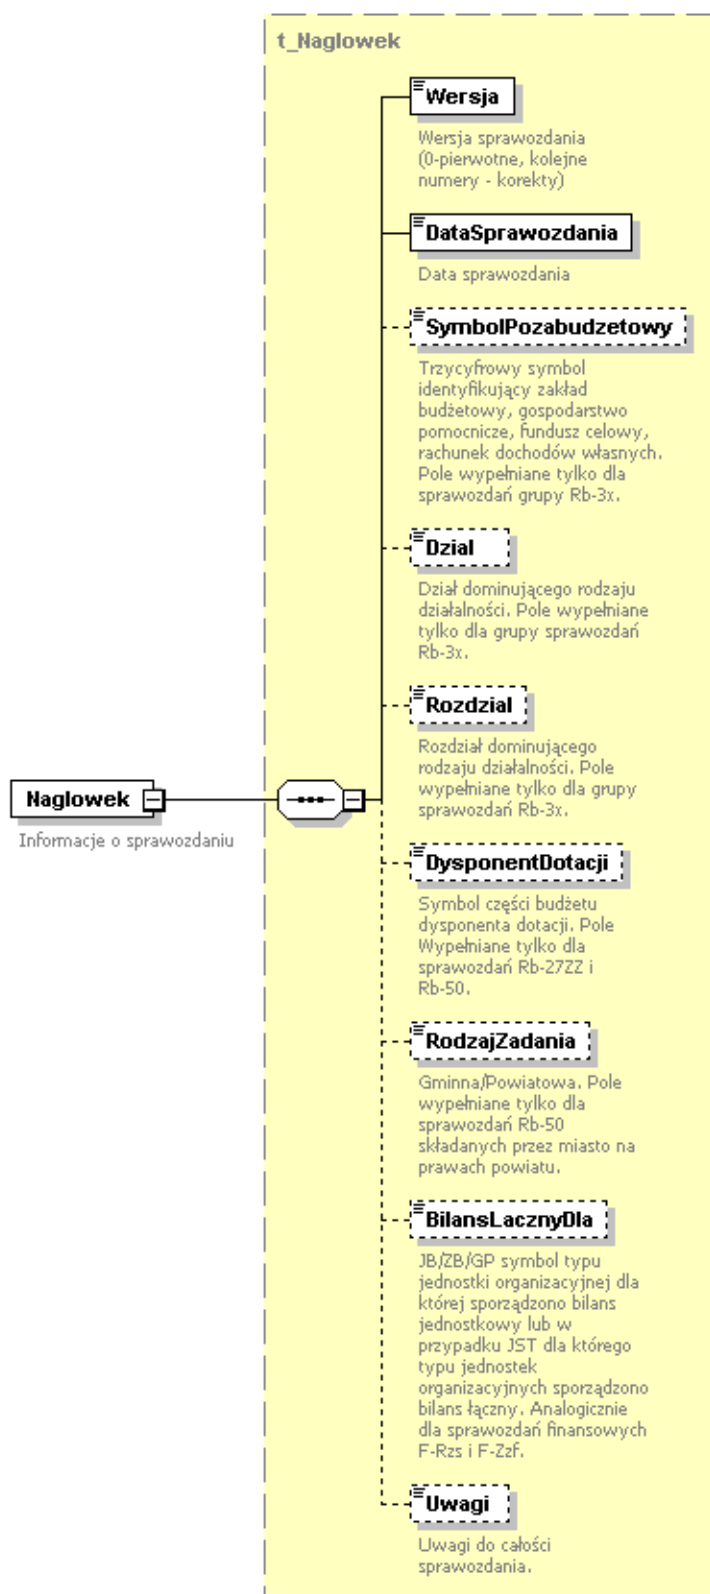 t_Naglowek
Wersja
Wersja sprawozdania
(0-pierwotne, kolejne
numery - korekty)
DataSprawozdania
Data sprawozdania
SymbolPozabudzetowy
Trzycyfrowy symbol
identyfikujący zakład
budżetowy, gospodarstwo
pomocnicze, fundusz celowy,
rachunek dochodów własnych.
Pole wypełniane tylko dla
sprawozdań grupy Rb-3x.
Dzial
Dział dominującego rodzaju
działalności. Pole wypełniane
tylko dla grupy sprawozdań
Rb-3x.
Rozdzial
Rozdział dominującego
rodzaju działalności. Pole
wypełniane tylko dla grupy
sprawozdań Rb-3x.
Naglowek
Informacje o sprawozdaniu
DysponentDotacji
Symbol części budżetu
dysponenta dotacji. Pole
Wypełniane tylko dla
sprawozdań Rb-27ZZ i
Rb-50.
RodzajZadania
Gminna/Powiatowa. Pole
wypełniane tylko dla
sprawozdań Rb-50
składanych przez miasto na
prawach powiatu.
BilansLacznyDla
JB/ZB/GP symbol typu
jednostki organizacyjnej dla
której sporządzono bilans
jednostkowy lub w
przypadku JST dla którego
typu jednostek
organizacyjnych sporządzono
bilans łączny. Analogicznie
dla sprawozdań finansowych
F-Rzs i F-Zzf.
Uwagi
Uwagi do całości
sprawozdania.